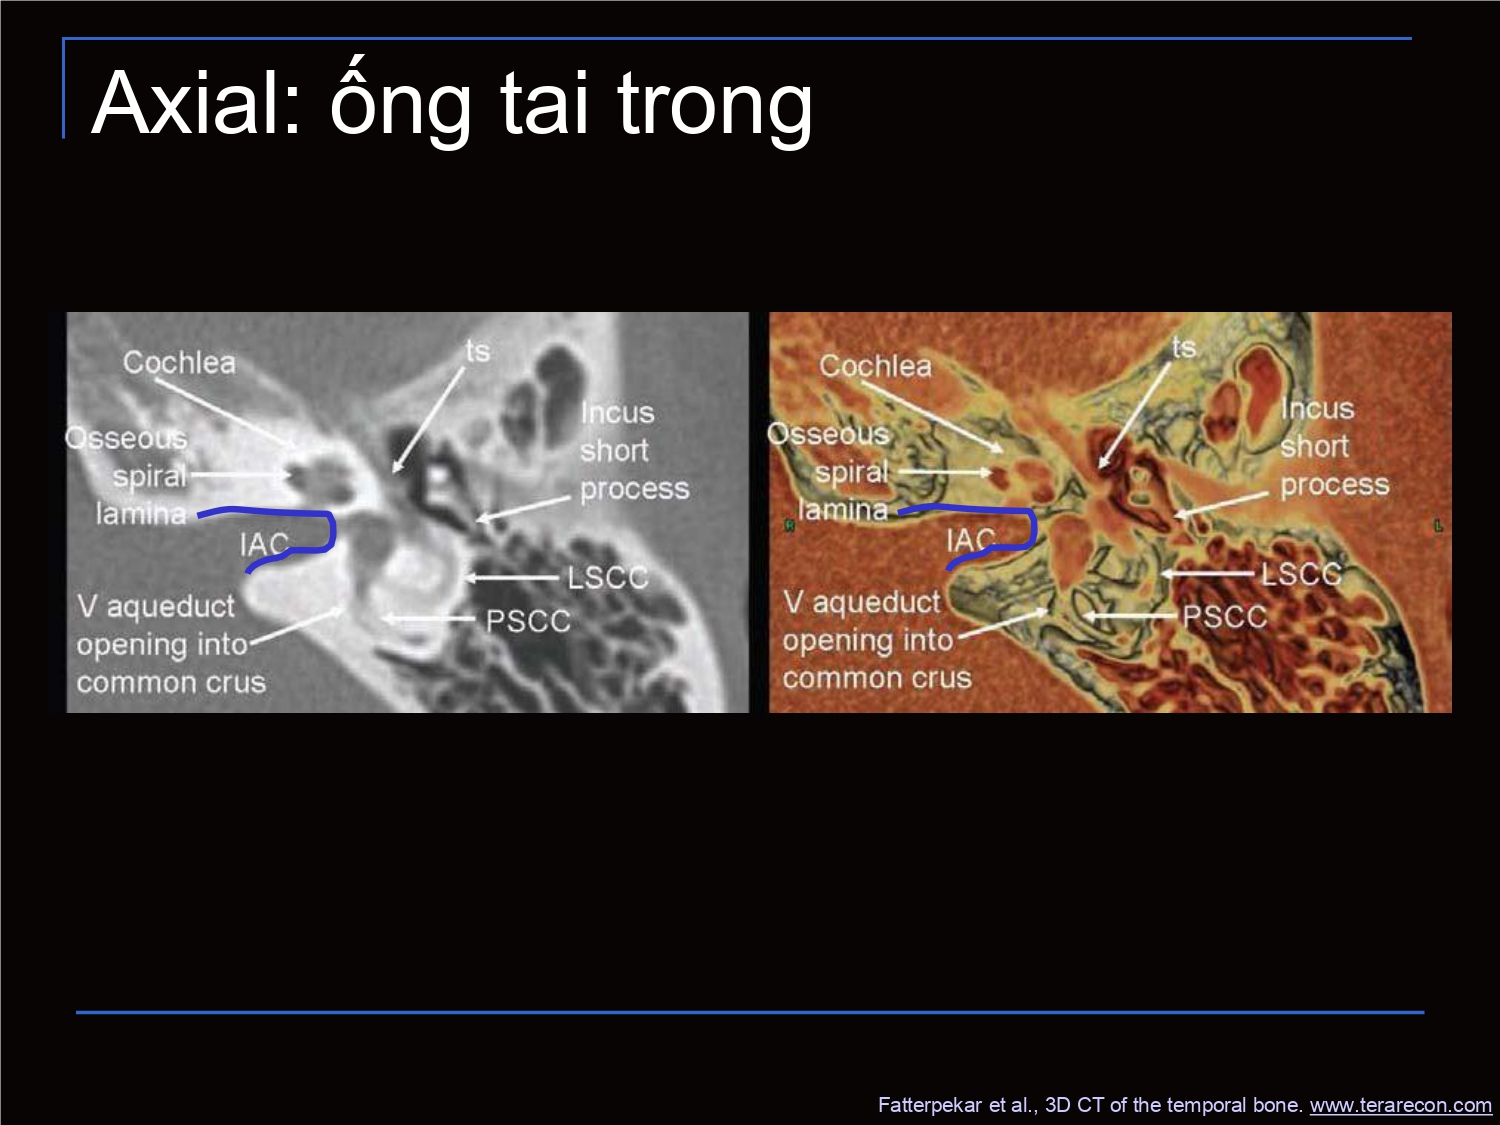 Axial: ống tai trong
Cochlea
ts
Osseous
spiral
lamina
Incus
short
process
IAC
LSCC
V aqueduct
opening into
common crus
PSCC
Cochlea
ts
Osseous
spiral
lamina
Incus
short
process
R
IAC
L
LSCC
V aqueduct
opening into
common crus
PSCC
Fatterpekar et al., 3D CT of the temporal bone. www.terarecon.com